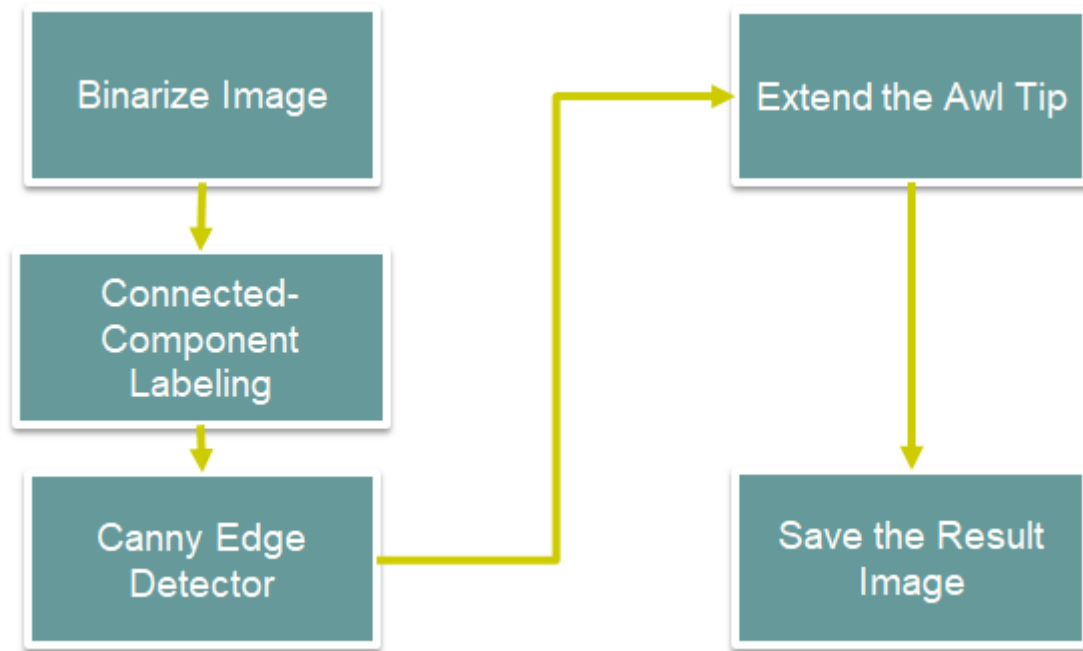 Binarize Image
Connected-
Component
Labeling
Canny Edge
Detector
Extend the Awl Tip
Save the Result
Image